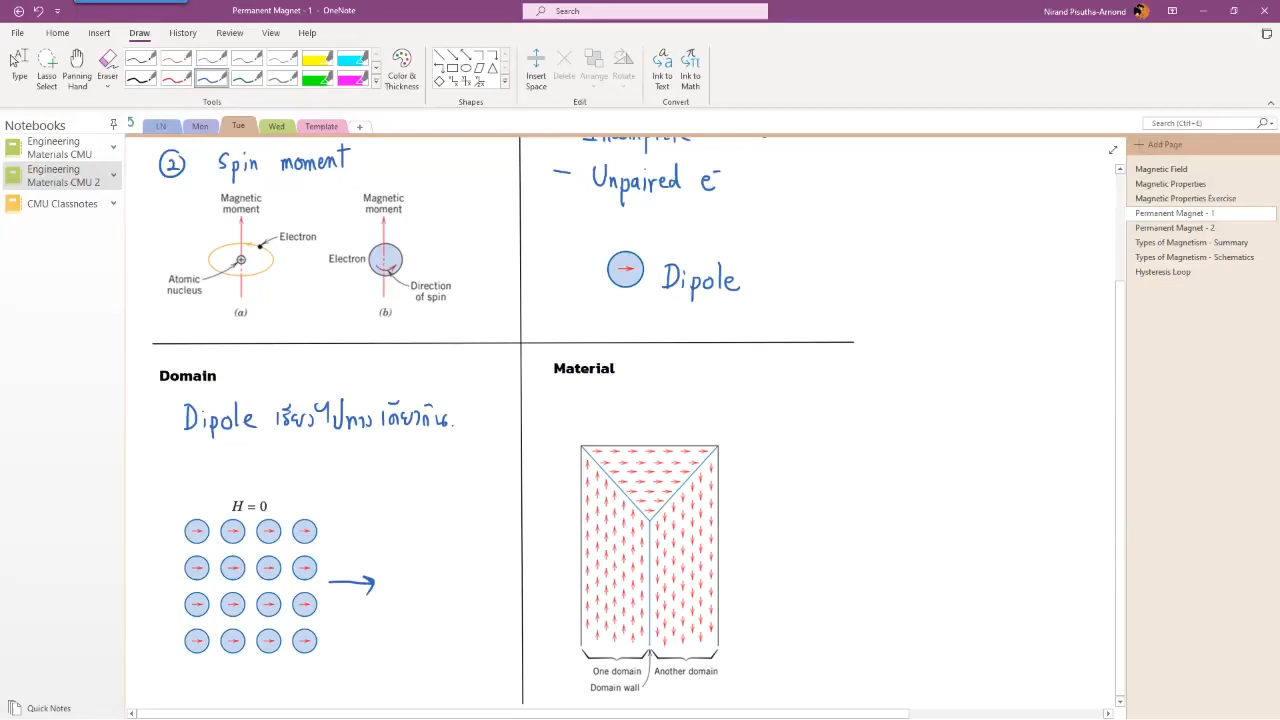 Permanent Magnet - 1 - OneNote
Search
Nirand Pisutha-Arnond
File
Home
Insert
Draw
History
Review
View
Help
Type
Lasso
Select
Panning
Hand
Eraser
Tools
Color &
Thickness
Shapes
Insert
Space
Delete
Arrange
Rotate
Edit
Ink to
Text
Ink to
Math
Convert
Notebooks
Engineering
Materials CMU
Engineering
Materials CMU 2
CMU Classnotes
Quick Notes
5
LN
Mon
Tue
Wed
Template
Search (Ctrl+E)
Add Page
Magnetic Field
Magnetic Properties
Magnetic Properties Exercise
Permanent Magnet - 1
Permanent Magnet - 2
Types of Magnetism - Summary
Types of Magnetism - Schematics
Hysteresis Loop
② Spin moment
Magnetic
moment
Electron
Atomic
nucleus
(a)
Magnetic
moment
Electron
Direction
of spin
(b)
Incomplete
- Unpaired e⁻
Dipole
Domain
Dipole เรียงไปทางเดียวกัน.
H = 0
Material
One domain
Another domain
Domain wall